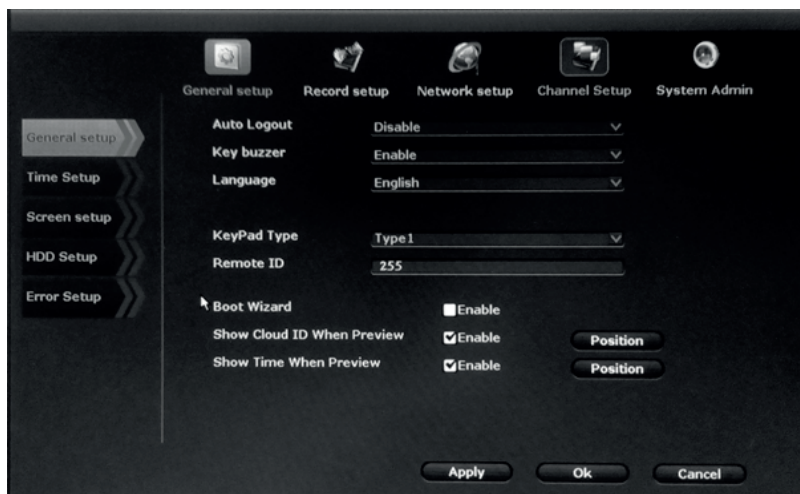 General setup Record setup Network setup Channel Setup System Admin
General setup
Time Setup
Screen setup
HDD Setup
Error Setup
Auto Logout Disable
Key buzzer Enable
Language English
KeyPad Type Type1
Remote ID 255
Boot Wizard Enable
Show Cloud ID When Preview Enable Position
Show Time When Preview Enable Position
Apply Ok Cancel